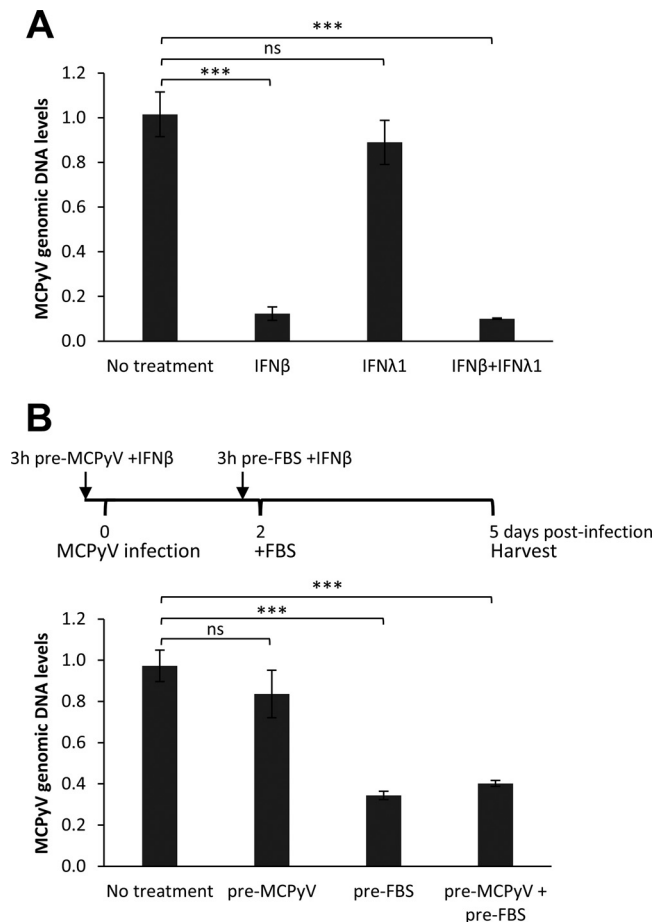 A
***
ns
***
1.2
1.0
0.8
0.6
0.4
0.2
0.0
MCPyV genomic DNA levels
No treatment IFNβ IFNλ1 IFNβ+IFNλ1
B
3h pre-MCPyV +IFNβ 3h pre-FBS +IFNβ
0 2 5 days post-infection
MCPyV infection +FBS Harvest
***
***
ns
1.2
1.0
0.8
0.6
0.4
0.2
0.0
MCPyV genomic DNA levels
No treatment pre-MCPyV pre-FBS pre-MCPyV +
pre-FBS